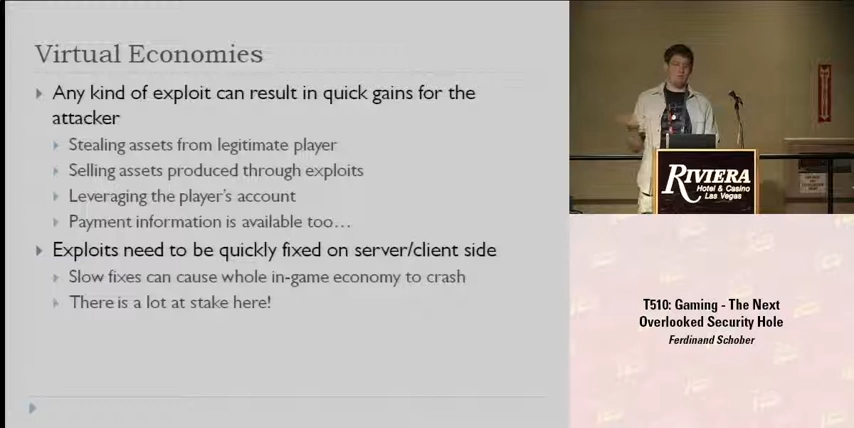 Virtual Economies
Any kind of exploit can result in quick gains for the
attacker
Stealing assets from legitimate player
Selling assets produced through exploits
Leveraging the player's account
Payment information is available too…
Exploits need to be quickly fixed on server/client side
Slow fixes can cause whole in-game economy to crash
There is a lot at stake here!
RIVIERA
Hotel & Casino
Las Vegas
T510: Gaming - The Next
Overlooked Security Hole
Ferdinand Schober